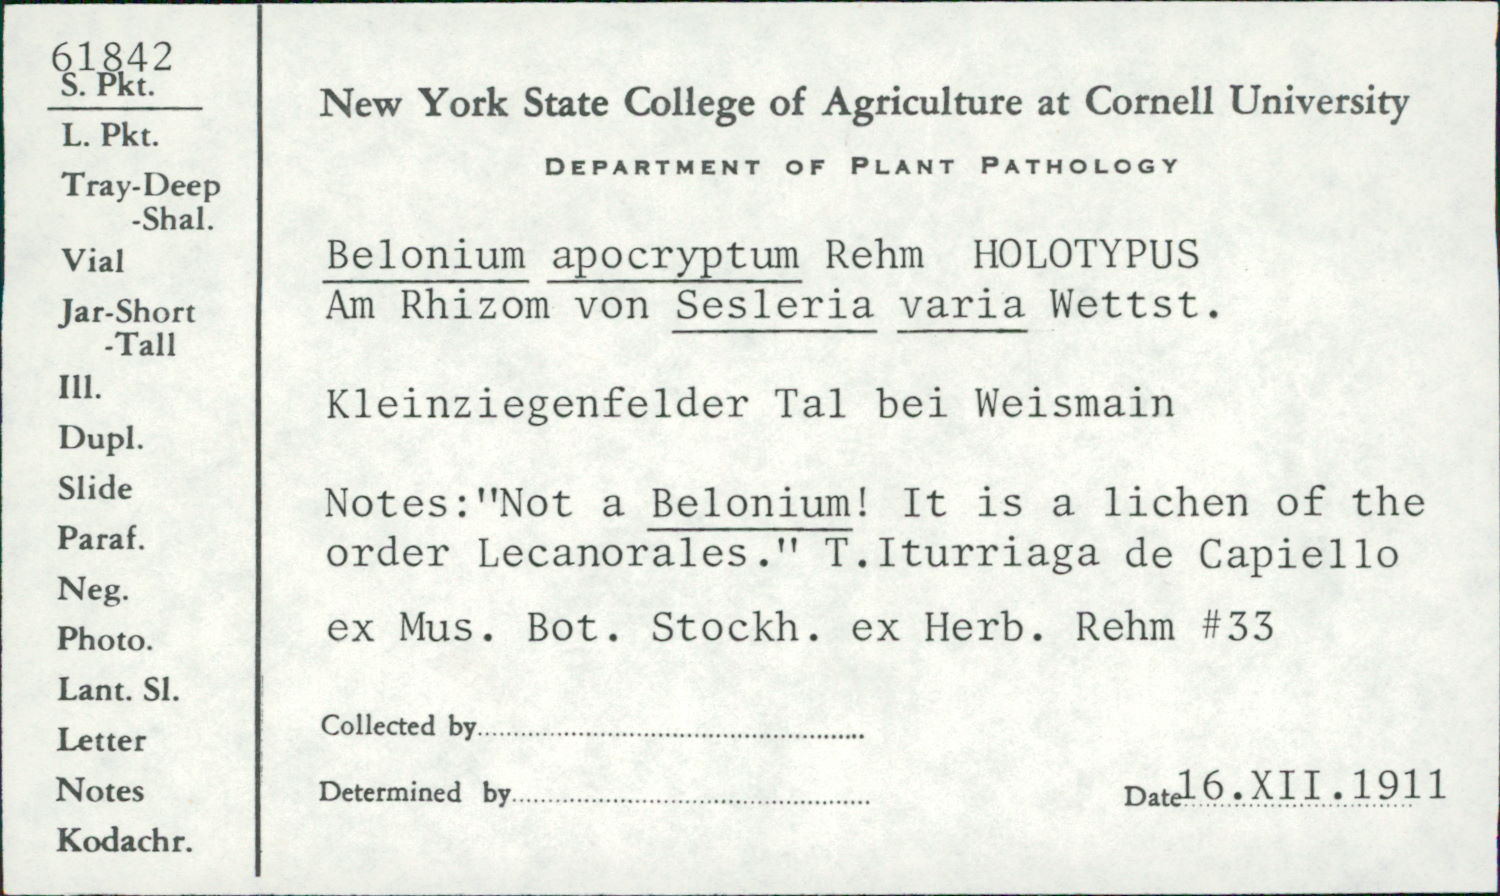 61842
S. Pkt.
L. Pkt.
Tray-Deep
-Shal.
Vial
Jar-Short
-Tall
Ill.
Dupl.
Slide
Paraf.
Neg.
Photo.
Lant. Sl.
Letter
Notes
Kodachr.
New York State College of Agriculture at Cornell University
DEPARTMENT OF PLANT PATHOLOGY
Belonium apocryptum Rehm HOLOTYPUS
Am Rhizom von Sesleria varia Wettst.
Kleinziegenfelder Tal bei Weismain
Notes:"Not a Belonium! It is a lichen of the
order Lecanorales." T.Iturriaga de Capiello
ex Mus. Bot. Stockh. ex Herb. Rehm #33
Collected by
Determined by
Date 16.XII.1911